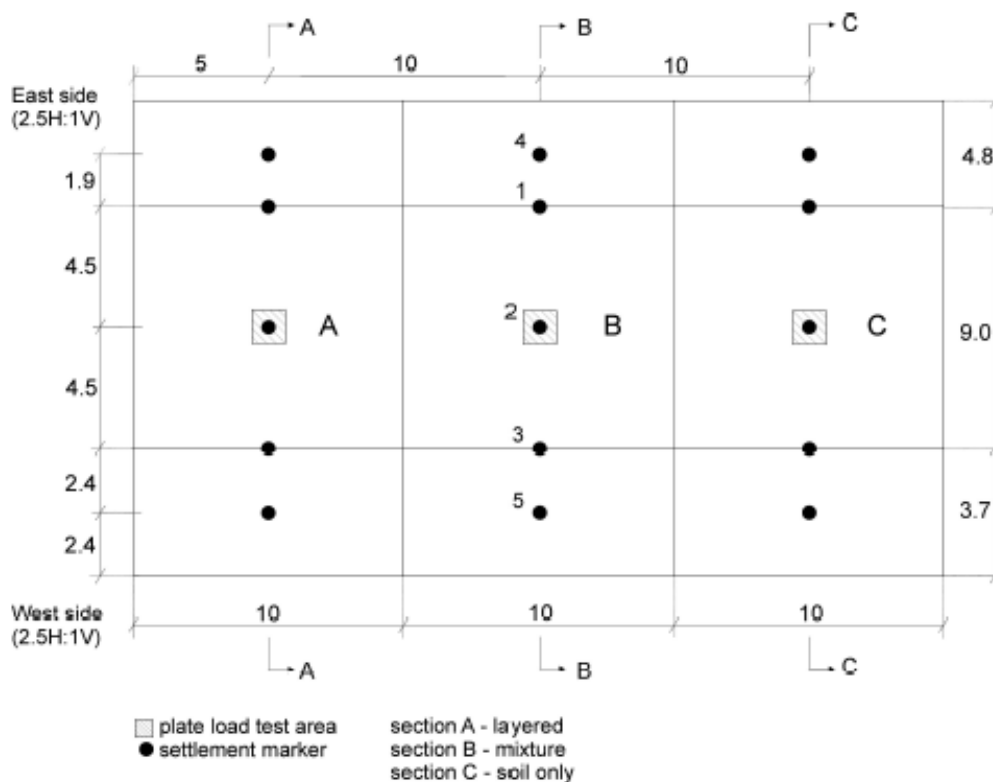 A B C
5 10 10
East side
(2.5H:1V)
4 4.8
1.9
1
4.5
2 A B C 9.0
4.5
3
2.4
5 3.7
2.4
West side
(2.5H:1V)
10 10 10
A B C
plate load test area section A - layered
settlement marker section B - mixture
section C - soil only